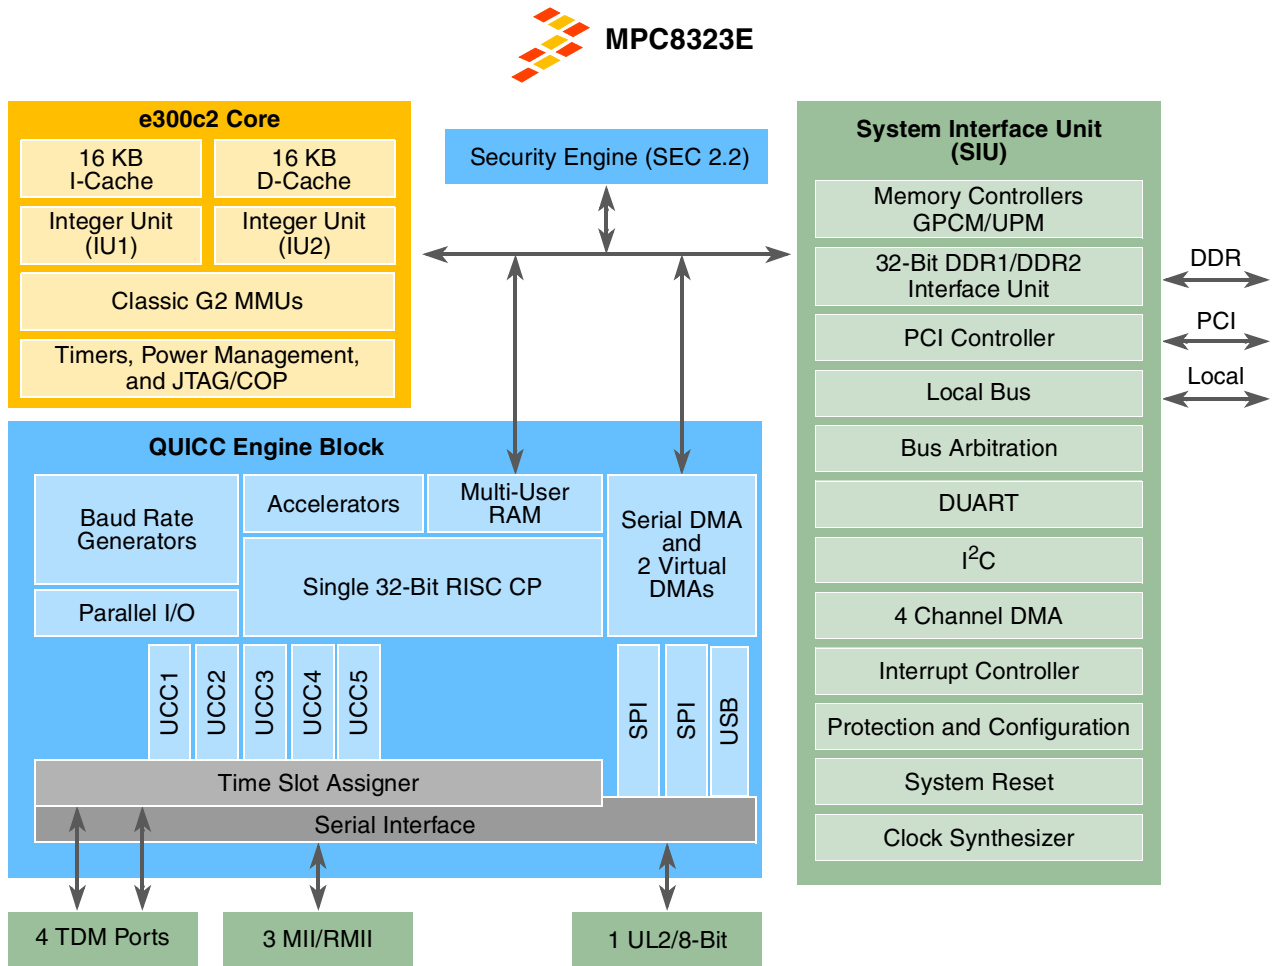 MPC8323E
e300c2 Core
16 KB
I-Cache
16 KB
D-Cache
Integer Unit
(IU1)
Integer Unit
(IU2)
Classic G2 MMUs
Timers, Power Management,
and JTAG/COP
Security Engine (SEC 2.2)
System Interface Unit
(SIU)
Memory Controllers
GPCM/UPM
32-Bit DDR1/DDR2
Interface Unit
PCI Controller
Local Bus
Bus Arbitration
DUART
I²C
4 Channel DMA
Interrupt Controller
Protection and Configuration
System Reset
Clock Synthesizer
DDR
PCI
Local
QUICC Engine Block
Baud Rate
Generators
Parallel I/O
Accelerators
Multi-User
RAM
Single 32-Bit RISC CP
Serial DMA
and
2 Virtual
DMAs
UCC1
UCC2
UCC3
UCC4
UCC5
SPI
SPI
USB
Time Slot Assigner
Serial Interface
4 TDM Ports
3 MII/RMII
1 UL2/8-Bit